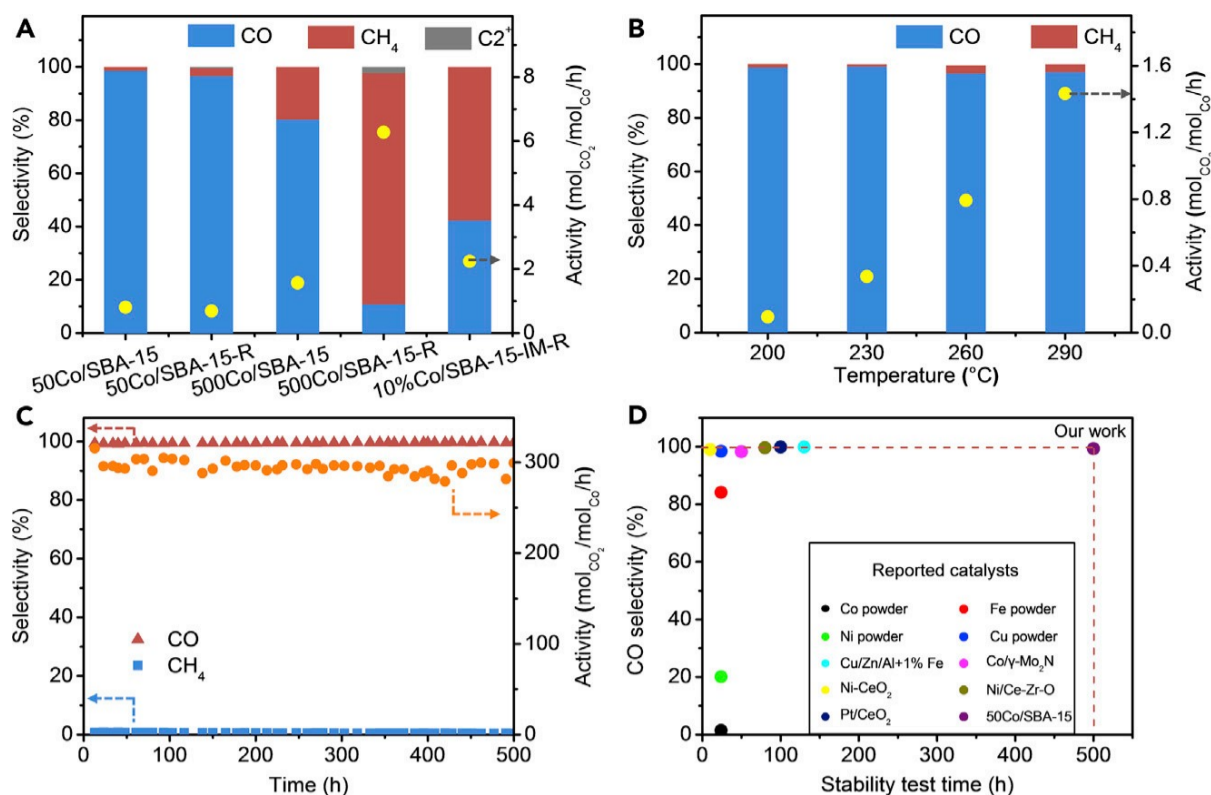 A
CO
CH₄
C2⁺
Selectivity (%)
100
80
60
40
20
0
8
6
4
2
0
Activity (mol_CO₂/mol_Co/h)
50Co/SBA-15
50Co/SBA-15-R
500Co/SBA-15
500Co/SBA-15-R
10%Co/SBA-15-IM-R
B
CO
CH₄
Selectivity (%)
100
80
60
40
20
0
1.6
1.2
0.8
0.4
0.0
Activity (mol_CO₂/mol_Co/h)
200
230
260
290
Temperature (°C)
C
Selectivity (%)
100
80
60
40
20
0
300
200
100
0
Activity (mol_CO₂/mol_Co/h)
CO
CH₄
0
100
200
300
400
500
Time (h)
D
CO selectivity (%)
100
80
60
40
20
0
Our work
Reported catalysts
Co powder
Fe powder
Ni powder
Cu powder
Cu/Zn/Al+1% Fe
Co/γ-Mo₂N
Ni-CeO₂
Ni/Ce-Zr-O
Pt/CeO₂
50Co/SBA-15
0
100
200
300
400
500
Stability test time (h)